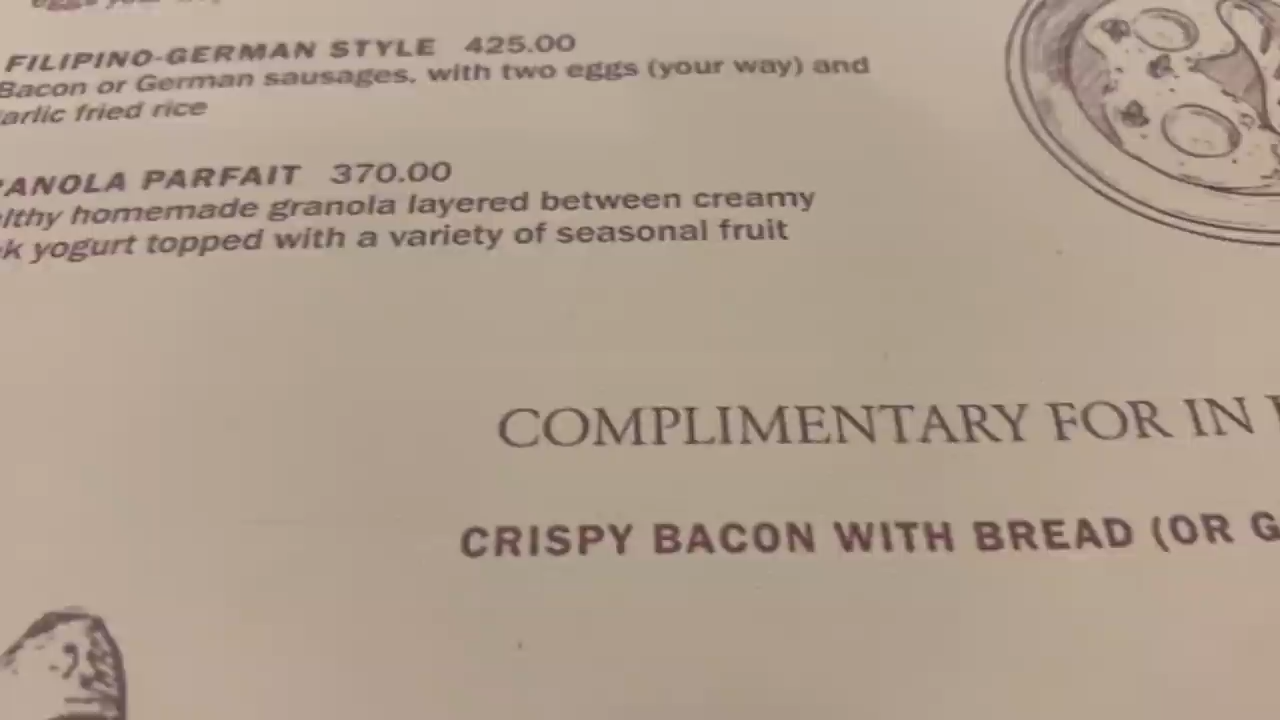 FILIPINO-GERMAN STYLE 425.00
Bacon or German sausages, with two eggs (your way) and
arlic fried rice
ANOLA PARFAIT 370.00
lthy homemade granola layered between creamy
k yogurt topped with a variety of seasonal fruit
COMPLIMENTARY FOR IN
CRISPY BACON WITH BREAD (OR G